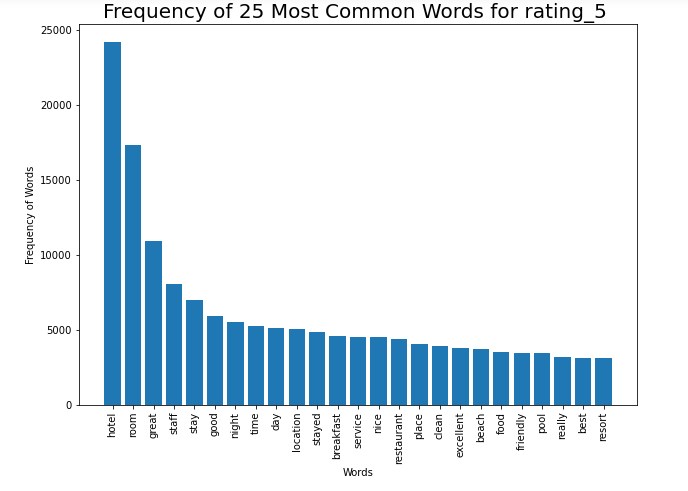 Frequency of 25 Most Common Words for rating_5
25000
20000
15000
10000
5000
0
Frequency of Words
hotel
room
great
staff
stay
good
night
time
day
location
stayed
breakfast
service
nice
restaurant
place
clean
excellent
beach
food
friendly
pool
really
best
resort
Words